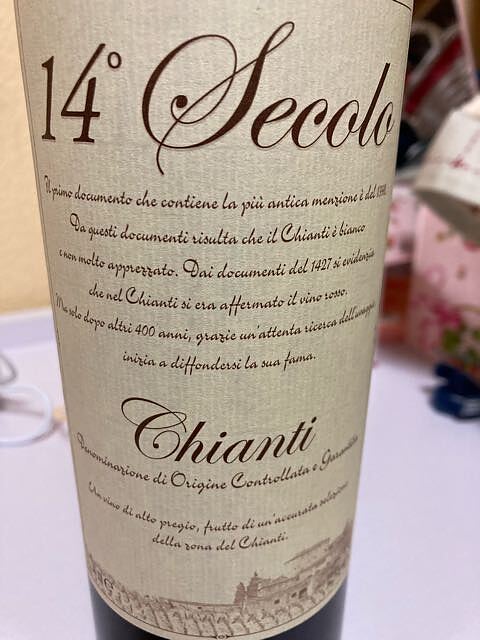 14° Secolo
Il primo documento che contiene la più antica menzione è del 1398.
Da questi documenti risulta che il Chianti è bianco
e non molto apprezzato. Dai documenti del 1427 si evidenzia
che nel Chianti si era affermato il vino rosso.
Ma solo dopo altri 400 anni, grazie un'attenta ricerca dell'uvaggio
inizia a diffondersi la sua fama.
Chianti
Denominazione di Origine Controllata e Garantita
Un vino di alto pregio, frutto di un'accurata selezione
della zona del Chianti.